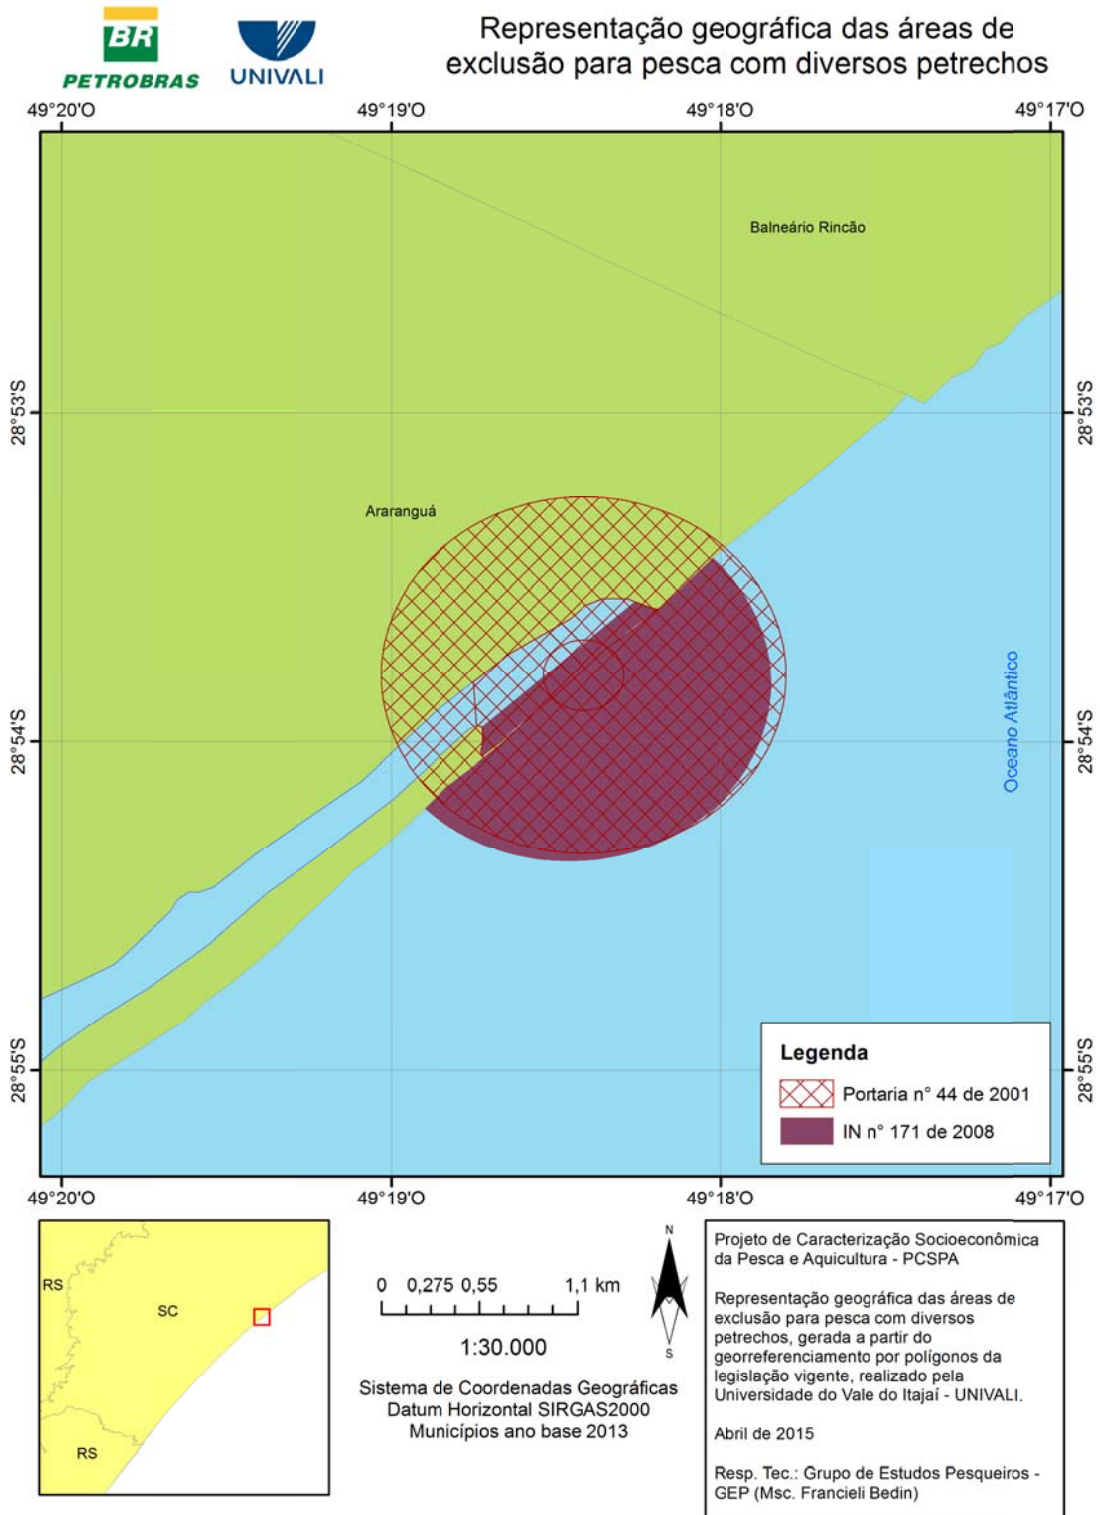 BR
PETROBRAS
UNIVALI
Representação geográfica das áreas de
exclusão para pesca com diversos petrechos
49°20'O
49°19'O
49°18'O
49°17'O
Balneário Rincão
28°53'S
28°53'S
Araranguá
Oceano Atlântico
28°54'S
28°54'S
28°55'S
28°55'S
Legenda
Portaria n° 44 de 2001
IN n° 171 de 2008
49°20'O
49°19'O
49°18'O
49°17'O
RS
SC
RS
0 0,275 0,55 1,1 km
1:30.000
N
S
Sistema de Coordenadas Geográficas
Datum Horizontal SIRGAS2000
Municípios ano base 2013
Projeto de Caracterização Socioeconômica
da Pesca e Aquicultura - PCSPA
Representação geográfica das áreas de
exclusão para pesca com diversos
petrechos, gerada a partir do
georreferenciamento por polígonos da
legislação vigente, realizado pela
Universidade do Vale do Itajaí - UNIVALI.
Abril de 2015
Resp. Tec.: Grupo de Estudos Pesqueiros -
GEP (Msc. Francieli Bedin)